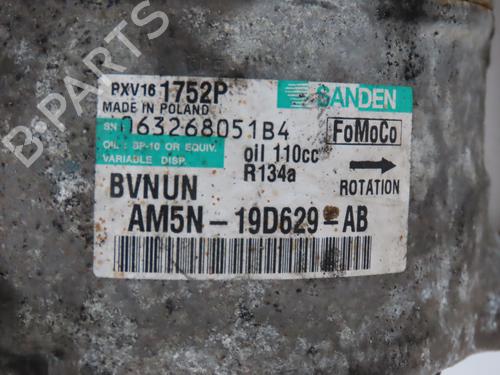 B-PARTS
PXV16 1752P
SANDEN
MADE IN POLAND
SN 063268051B4
FoMoCo
OIL : SP-10 OR EQUIV.
VARIABLE DISP.
oil 110cc
R134a
ROTATION
BVNUN
AM5N-19D629-AB